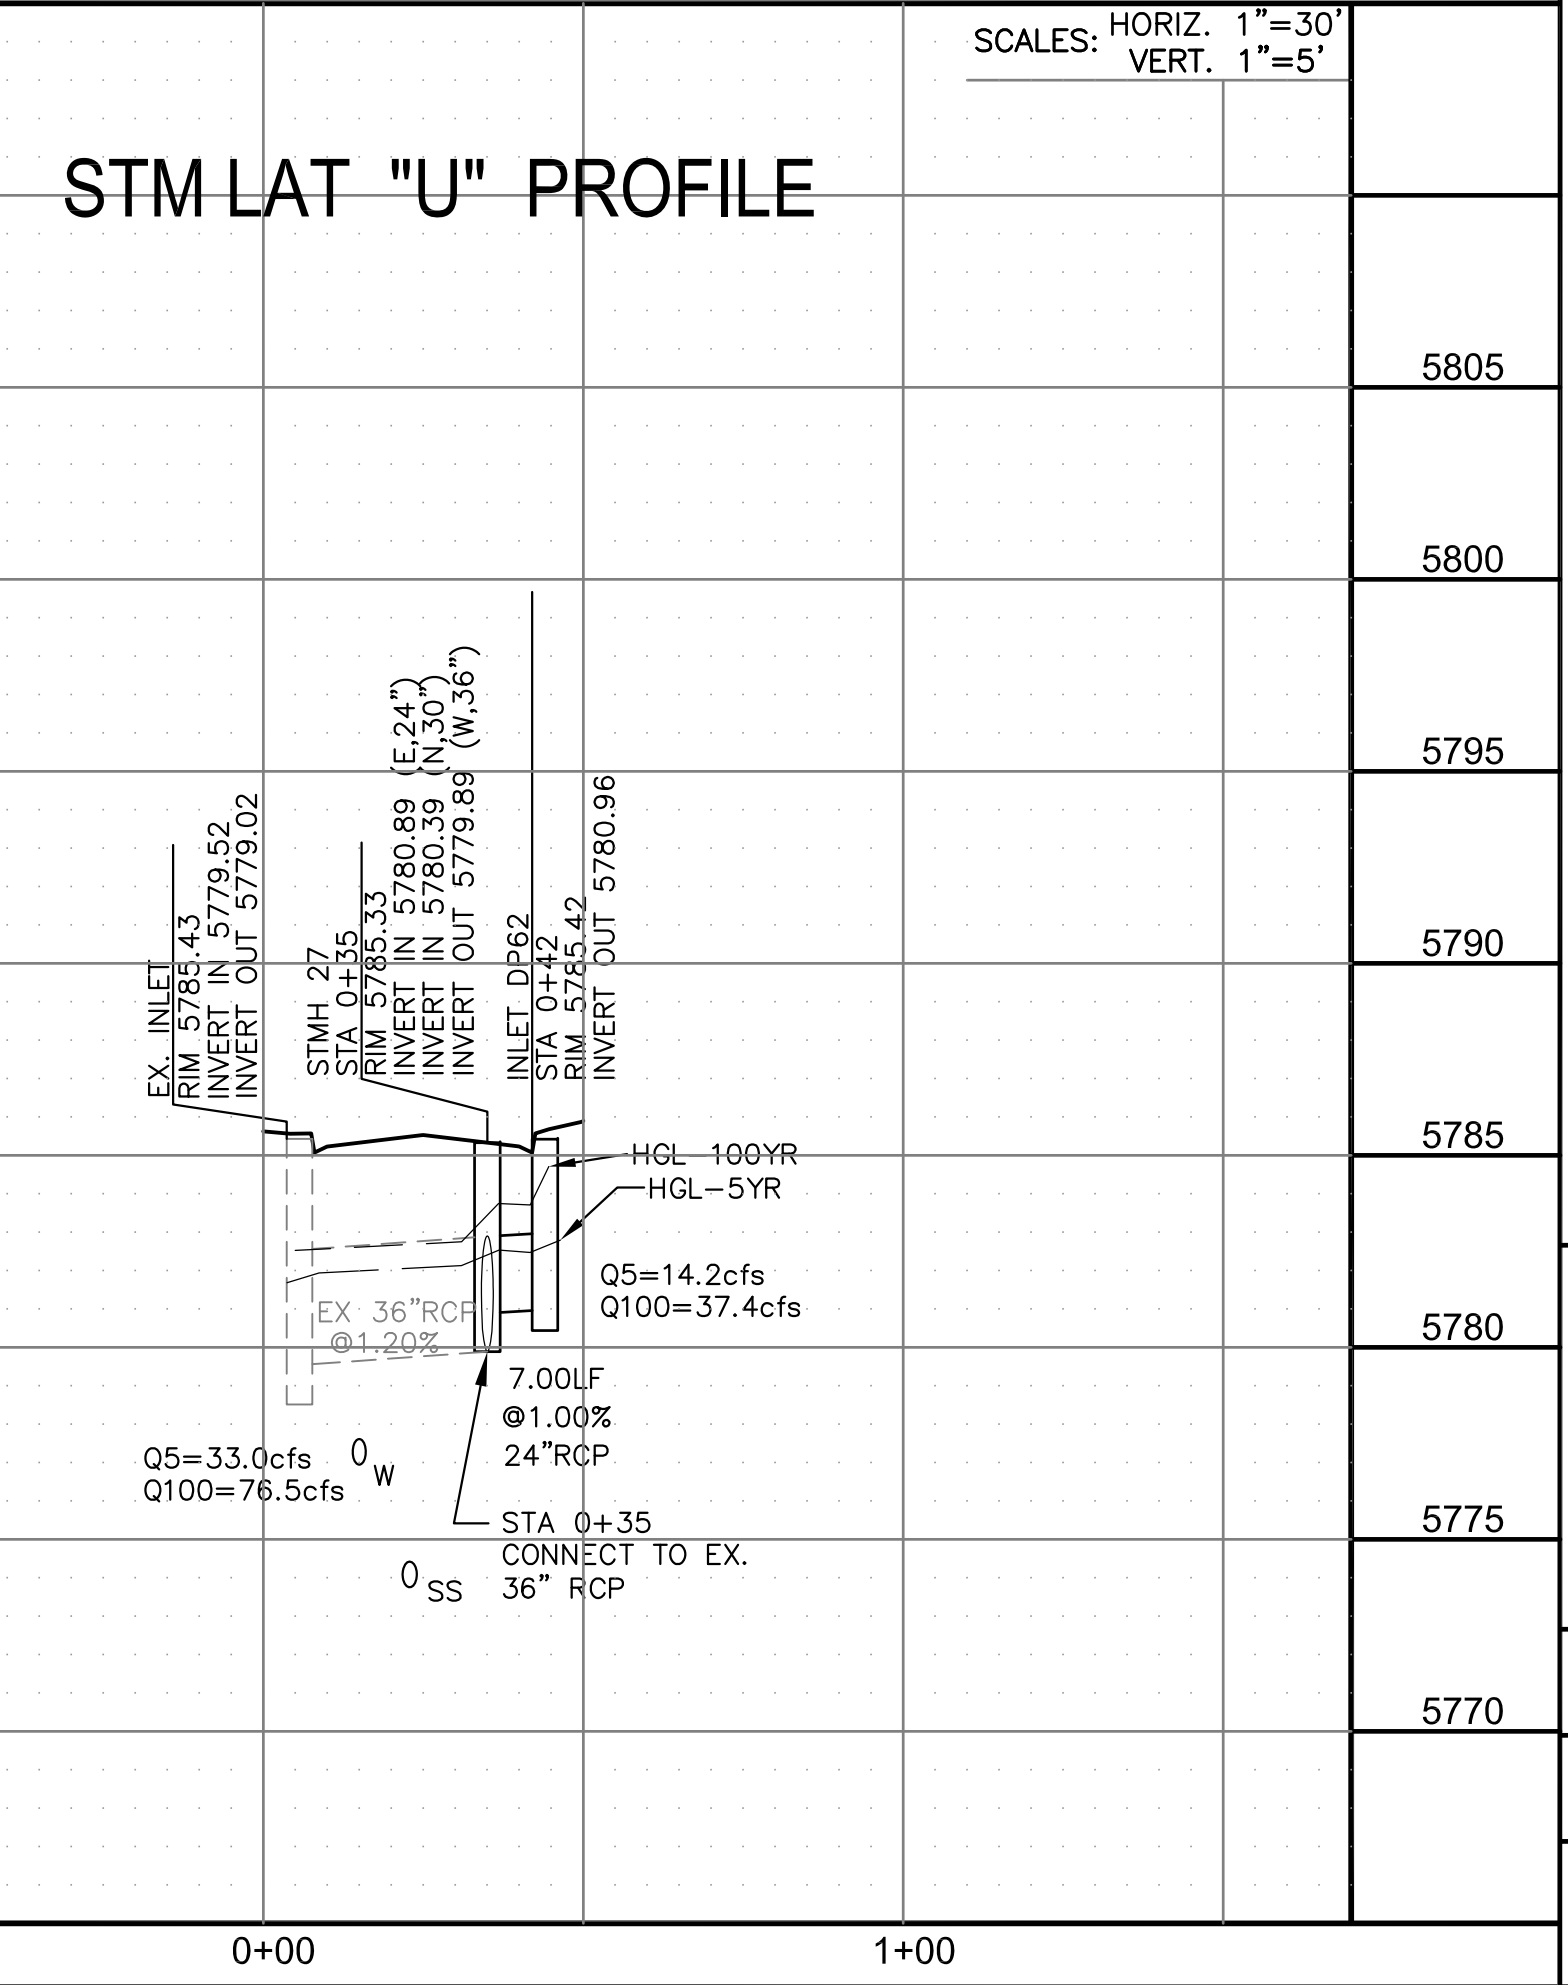 SCALES: HORIZ. 1"=30'
VERT. 1"=5'
STM LAT "U" PROFILE
5805
5800
5795
5790
5785
5780
5775
5770
EX. INLET
RIM 5785.43
INVERT IN 5779.52
INVERT OUT 5779.02
STMH 27
STA 0+35
RIM 5785.33
INVERT IN 5780.89 (E,24")
INVERT IN 5780.39 (N,30")
INVERT OUT 5779.89 (W,36")
INLET DP62
STA 0+42
RIM 5785.42
INVERT OUT 5780.96
HGL-100YR
HGL-5YR
Q5=14.2cfs
Q100=37.4cfs
EX 36"RCP
@1.20%
7.00LF
@1.00%
24"RCP
Q5=33.0cfs
Q100=76.5cfs
W
STA 0+35
CONNECT TO EX.
36" RCP
SS
0+00
1+00